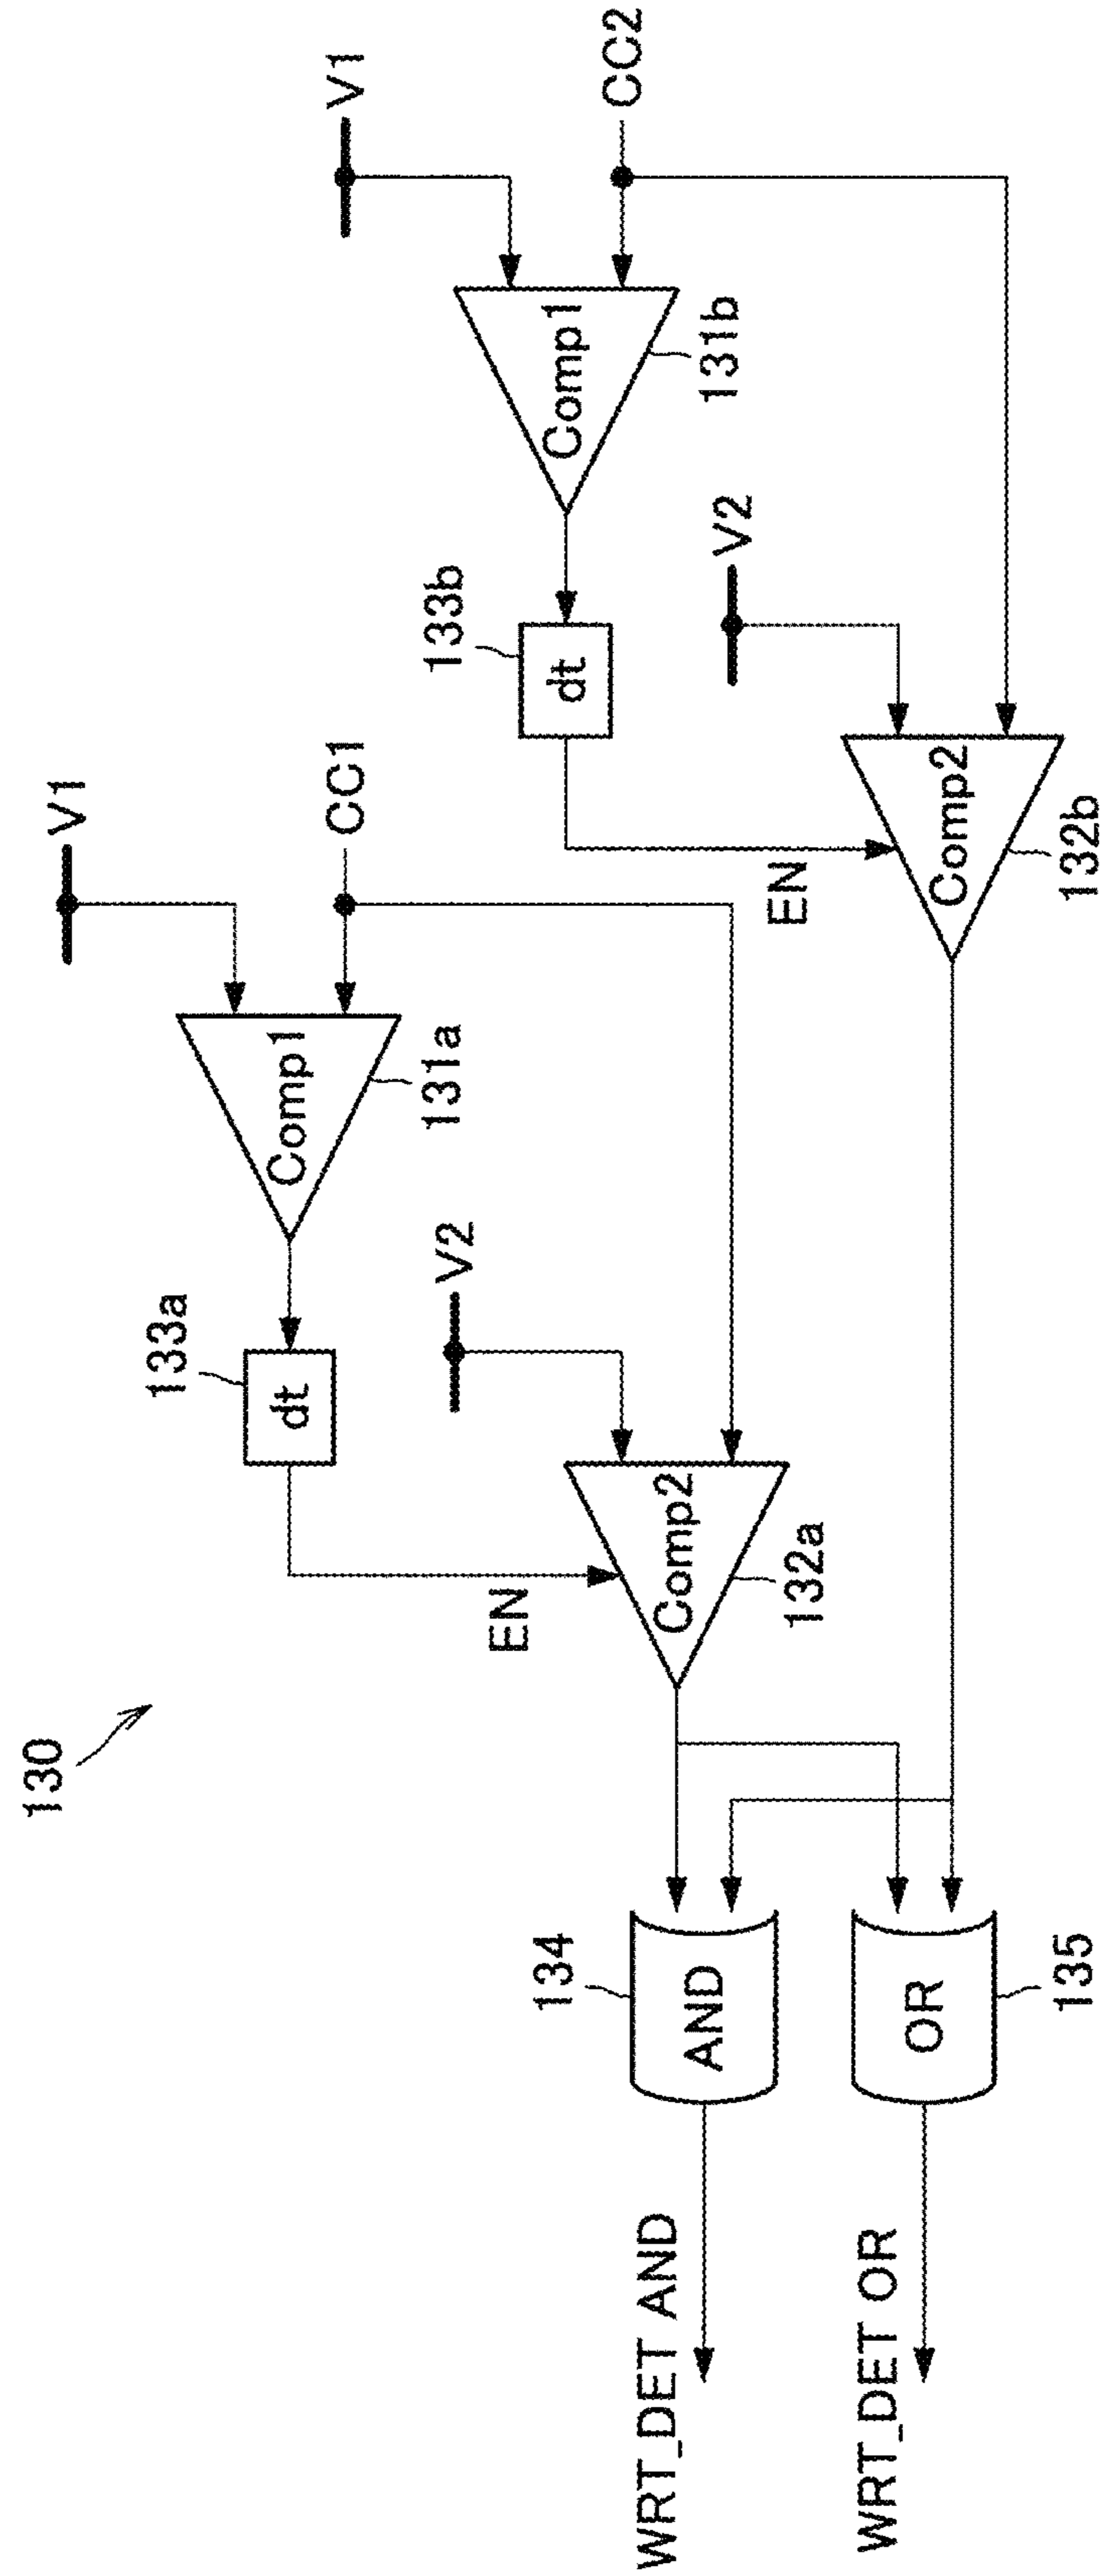 130
V1
CC1
Comp1
131a
133a
dt
V2
EN
Comp2
132a
V1
CC2
Comp1
131b
133b
dt
V2
EN
Comp2
132b
134
AND
OR
135
WRT_DET AND
WRT_DET OR